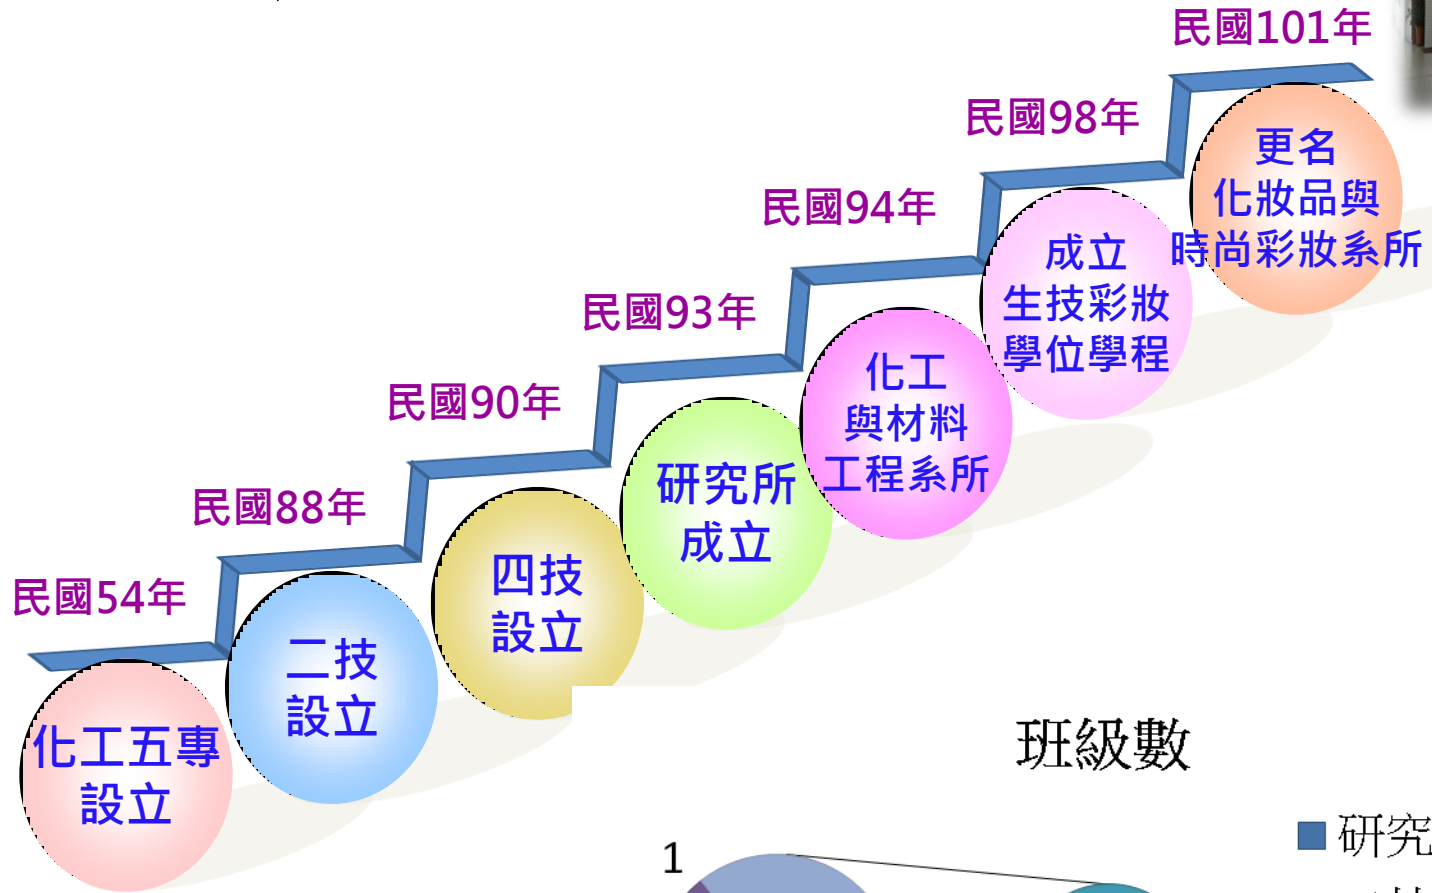 民國101年
更名
化妝品與
時尚彩妝系所
民國98年
成立
生技彩妝
學位學程
民國94年
化工
與材料
工程系所
民國93年
研究所
成立
民國90年
四技
設立
民國88年
二技
設立
民國54年
化工五專
設立
班級數
研究
1